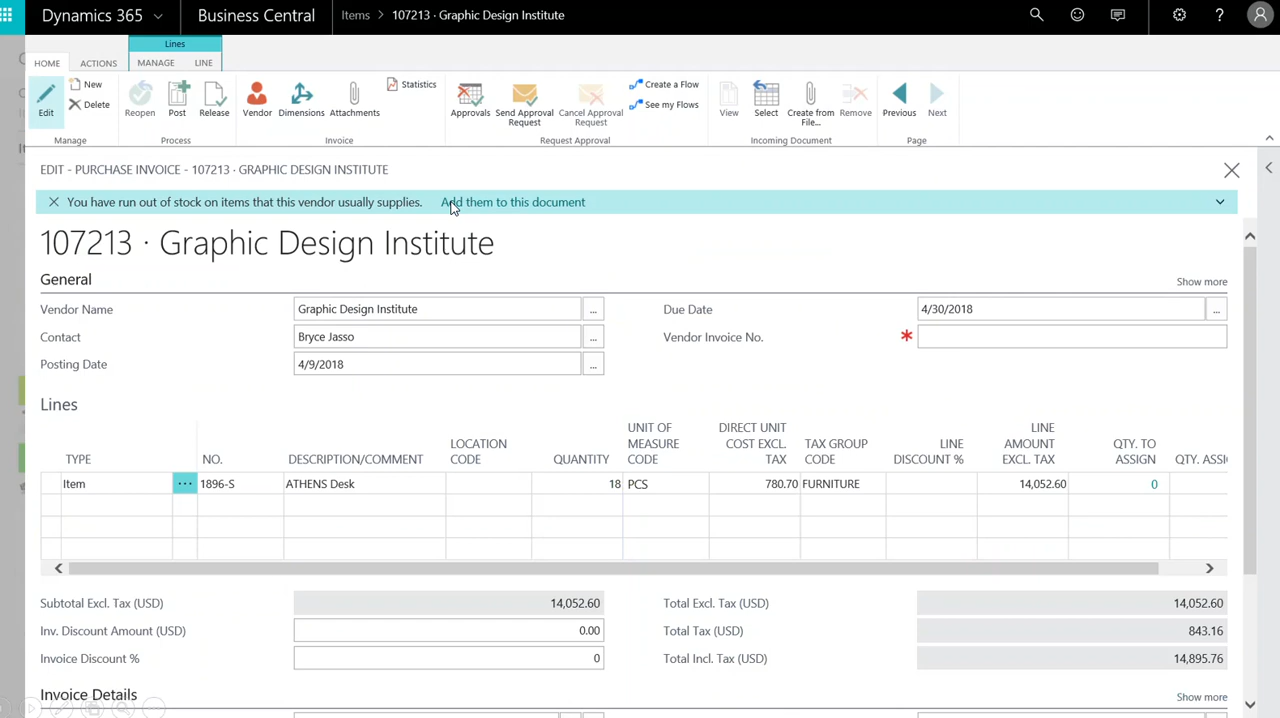 Dynamics 365 Business Central Items > 107213 · Graphic Design Institute ?
Lines
HOME ACTIONS MANAGE LINE
Edit New Delete Reopen Post Release Vendor Dimensions Attachments Statistics Approvals Send Approval Request Cancel Approval Request Create a Flow See my Flows View Select Create from File... Remove Previous Next
Manage Process Invoice Request Approval Incoming Document Page
EDIT - PURCHASE INVOICE - 107213 · GRAPHIC DESIGN INSTITUTE
You have run out of stock on items that this vendor usually supplies. Add them to this document
107213 · Graphic Design Institute
General Show more
Vendor Name Graphic Design Institute ... Due Date 4/30/2018 ...
Contact Bryce Jasso ... Vendor Invoice No. *
Posting Date 4/9/2018 ...
Lines
TYPE NO. DESCRIPTION/COMMENT LOCATION CODE QUANTITY UNIT OF MEASURE CODE DIRECT UNIT COST EXCL. TAX TAX GROUP CODE LINE DISCOUNT % LINE AMOUNT EXCL. TAX QTY. TO ASSIGN QTY. ASSI
Item ... 1896-S ATHENS Desk 18 PCS 780.70 FURNITURE 14,052.60 0
Subtotal Excl. Tax (USD) 14,052.60 Total Excl. Tax (USD) 14,052.60
Inv. Discount Amount (USD) 0.00 Total Tax (USD) 843.16
Invoice Discount % 0 Total Incl. Tax (USD) 14,895.76
Invoice Details Show more